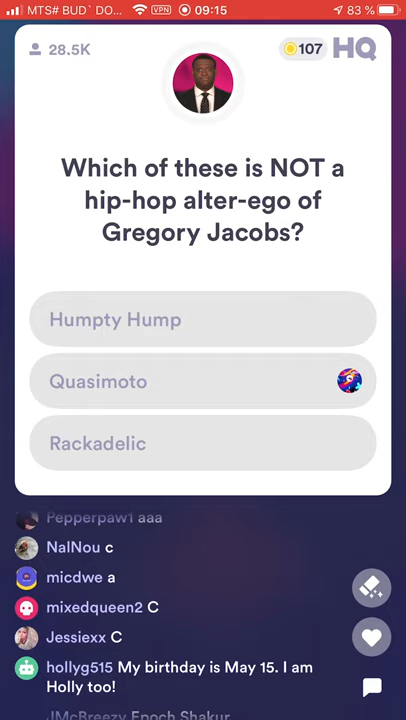 MTS# BUD` DO... VPN 09:15 83 %
28.5K 107 HQ
Which of these is NOT a
hip-hop alter-ego of
Gregory Jacobs?
Humpty Hump
Quasimoto
Rackadelic
Pepperpaw1 aaa
NalNou c
micdwe a
mixedqueen2 C
Jessiexx C
hollyg515 My birthday is May 15. I am
Holly too!
JMcBreezy Epoch Shakur